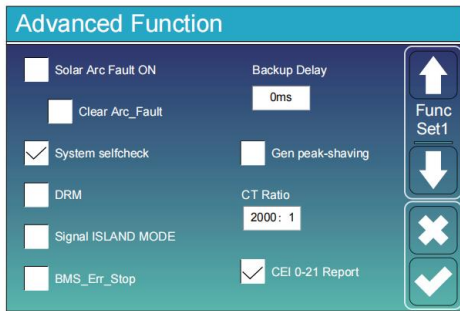 Advanced Function
Solar Arc Fault ON
Backup Delay
0ms
Clear Arc_Fault
Func
Set1
System selfcheck
Gen peak-shaving
DRM
CT Ratio
2000: 1
Signal ISLAND MODE
BMS_Err_Stop
CEI 0-21 Report